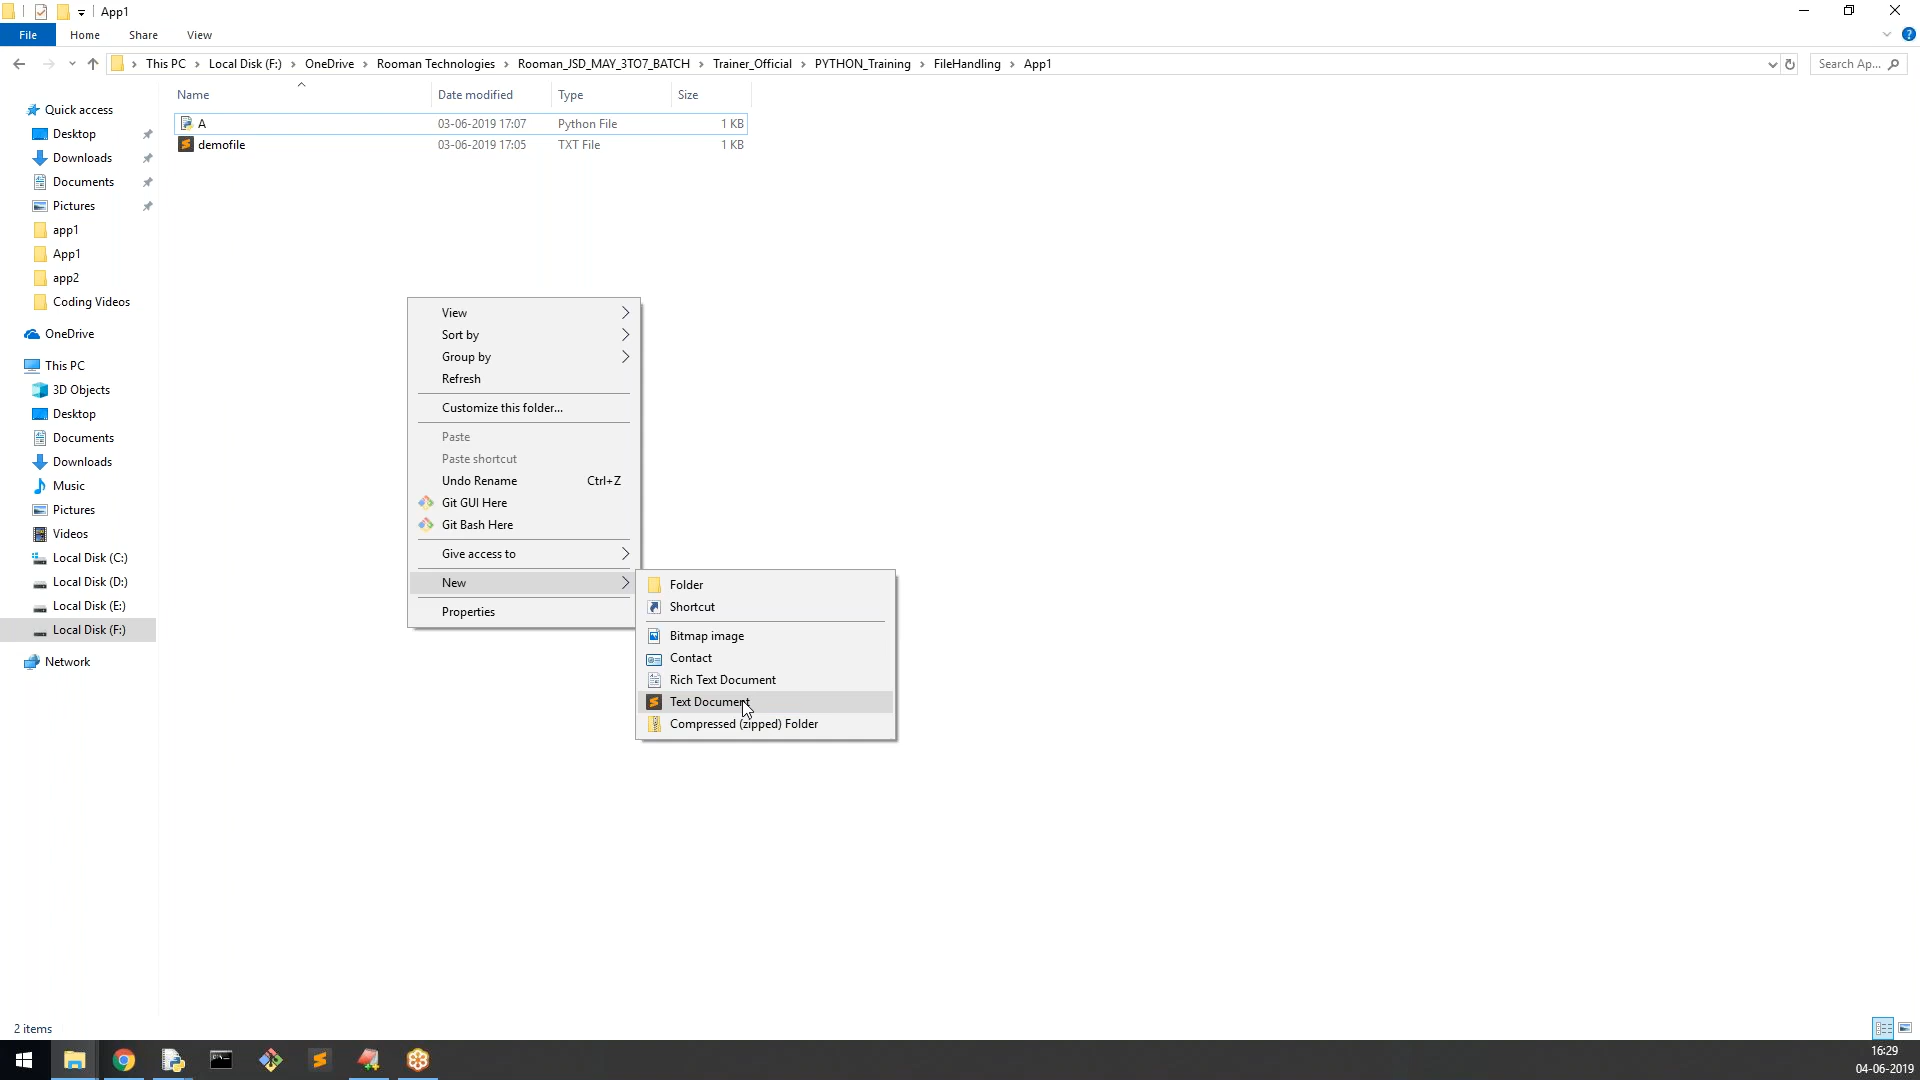 App1
File Home Share View
This PC Local Disk (F:) OneDrive Rooman Technologies Rooman_JSD_MAY_3TO7_BATCH Trainer_Official PYTHON_Training FileHandling App1 Search Ap...
Name Date modified Type Size
A 03-06-2019 17:07 Python File 1 KB
demofile 03-06-2019 17:05 TXT File 1 KB
Quick access
Desktop
Downloads
Documents
Pictures
app1
App1
app2
Coding Videos
OneDrive
This PC
3D Objects
Desktop
Documents
Downloads
Music
Pictures
Videos
Local Disk (C:)
Local Disk (D:)
Local Disk (E:)
Local Disk (F:)
Network
View
Sort by
Group by
Refresh
Customize this folder...
Paste
Paste shortcut
Undo Rename Ctrl+Z
Git GUI Here
Git Bash Here
Give access to
New
Properties
Folder
Shortcut
Bitmap image
Contact
Rich Text Document
Text Document
Compressed (zipped) Folder
2 items
16:29
04-06-2019